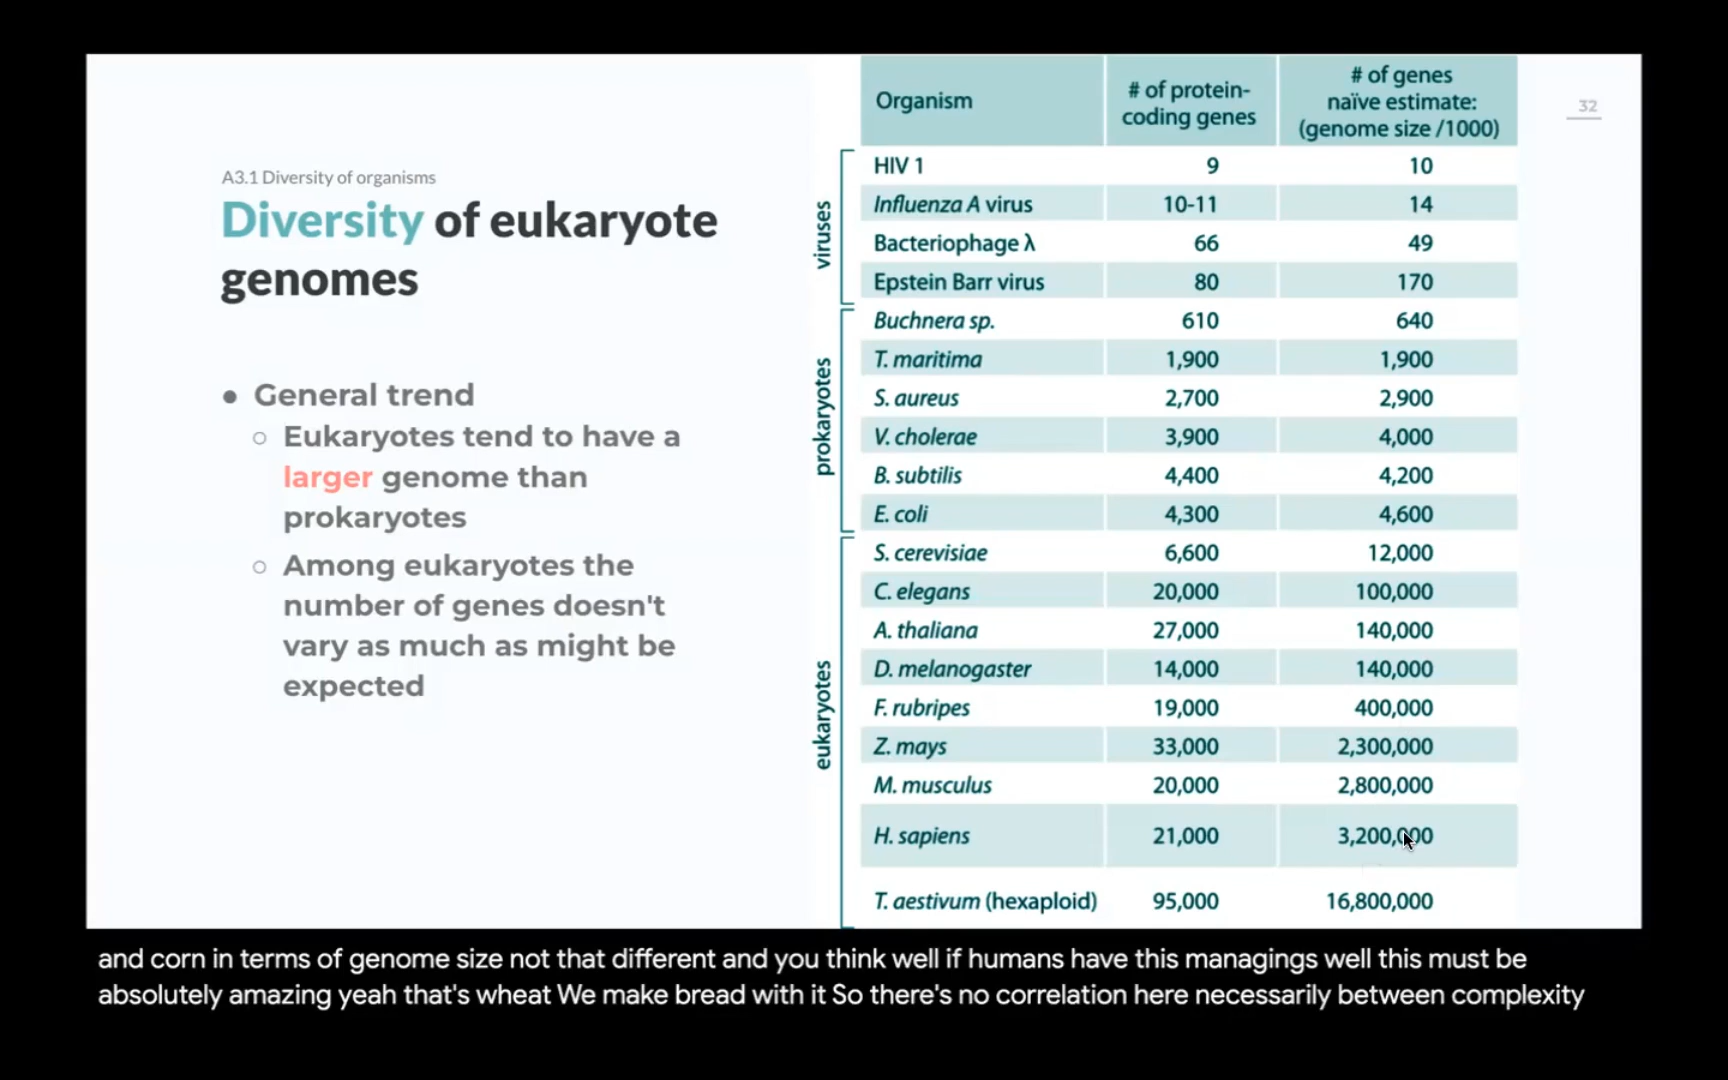 32
A3.1 Diversity of organisms
Diversity of eukaryote
genomes
● General trend
○ Eukaryotes tend to have a
larger genome than
prokaryotes
○ Among eukaryotes the
number of genes doesn't
vary as much as might be
expected
Organism # of protein-coding genes # of genes naïve estimate: (genome size /1000)
viruses
HIV 1 9 10
Influenza A virus 10-11 14
Bacteriophage λ 66 49
Epstein Barr virus 80 170
prokaryotes
Buchnera sp. 610 640
T. maritima 1,900 1,900
S. aureus 2,700 2,900
V. cholerae 3,900 4,000
B. subtilis 4,400 4,200
E. coli 4,300 4,600
eukaryotes
S. cerevisiae 6,600 12,000
C. elegans 20,000 100,000
A. thaliana 27,000 140,000
D. melanogaster 14,000 140,000
F. rubripes 19,000 400,000
Z. mays 33,000 2,300,000
M. musculus 20,000 2,800,000
H. sapiens 21,000 3,200,000
T. aestivum (hexaploid) 95,000 16,800,000
and corn in terms of genome size not that different and you think well if humans have this managings well this must be
absolutely amazing yeah that's wheat We make bread with it So there's no correlation here necessarily between complexity